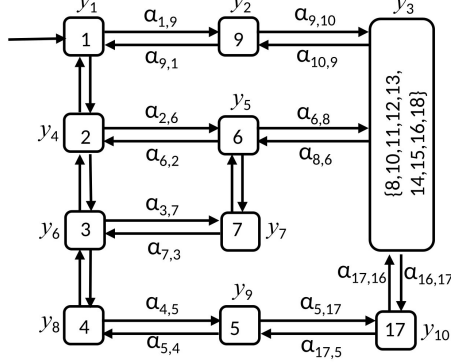 y₁
y₂
y₃
1
α₁,₉
α₉,₁
9
α₉,₁₀
α₁₀,₉
{8,10,11,12,13,
14,15,16,18}
y₄
2
α₂,₆
α₆,₂
y₅
6
α₆,₈
α₈,₆
y₆
3
α₃,₇
α₇,₃
7
y₇
α₁₇,₁₆
α₁₆,₁₇
y₈
4
α₄,₅
α₅,₄
y₉
5
α₅,₁₇
α₁₇,₅
17
y₁₀